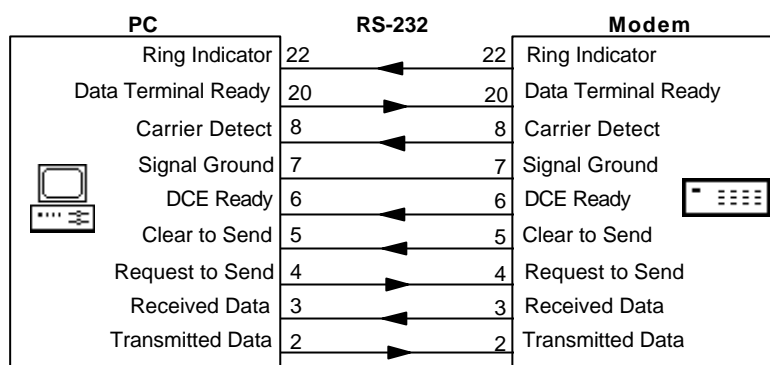 PC RS-232 Modem
Ring Indicator 22 22 Ring Indicator
Data Terminal Ready 20 20 Data Terminal Ready
Carrier Detect 8 8 Carrier Detect
Signal Ground 7 7 Signal Ground
DCE Ready 6 6 DCE Ready
Clear to Send 5 5 Clear to Send
Request to Send 4 4 Request to Send
Received Data 3 3 Received Data
Transmitted Data 2 2 Transmitted Data